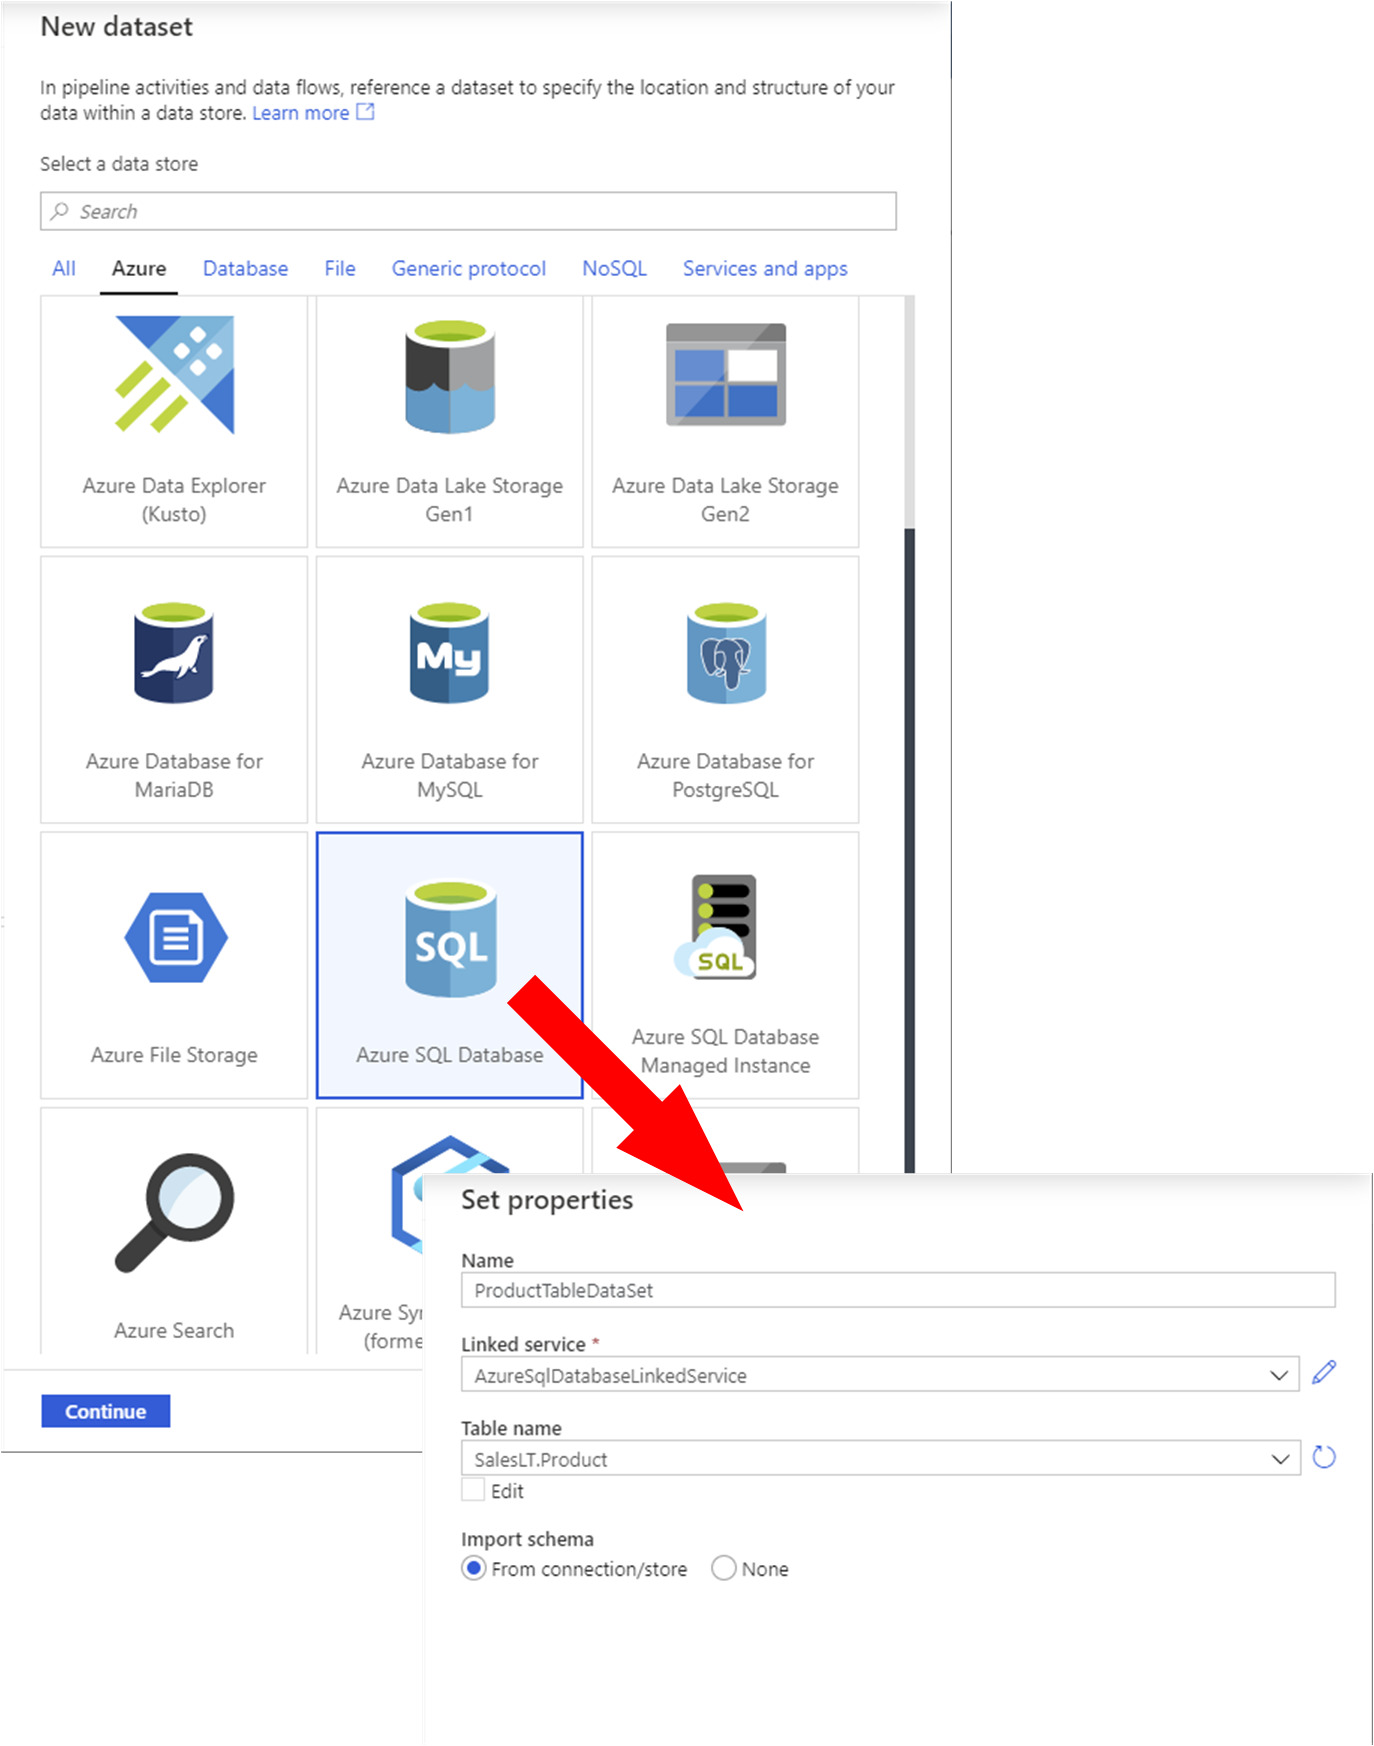 New dataset
In pipeline activities and data flows, reference a dataset to specify the location and structure of your
data within a data store. Learn more
Select a data store
Search
All Azure Database File Generic protocol NoSQL Services and apps
Azure Data Explorer
(Kusto)
Azure Data Lake Storage
Gen1
Azure Data Lake Storage
Gen2
My
Azure Database for
MariaDB
Azure Database for
MySQL
Azure Database for
PostgreSQL
SQL
SQL
Azure File Storage
Azure SQL Database
Azure SQL Database
Managed Instance
Azure Search
Azure
Continue
Set properties
Name
ProductTableDataSet
Linked service *
AzureSqlDatabaseLinkedService
Table name
SalesLT.Product
Edit
Import schema
From connection/store None